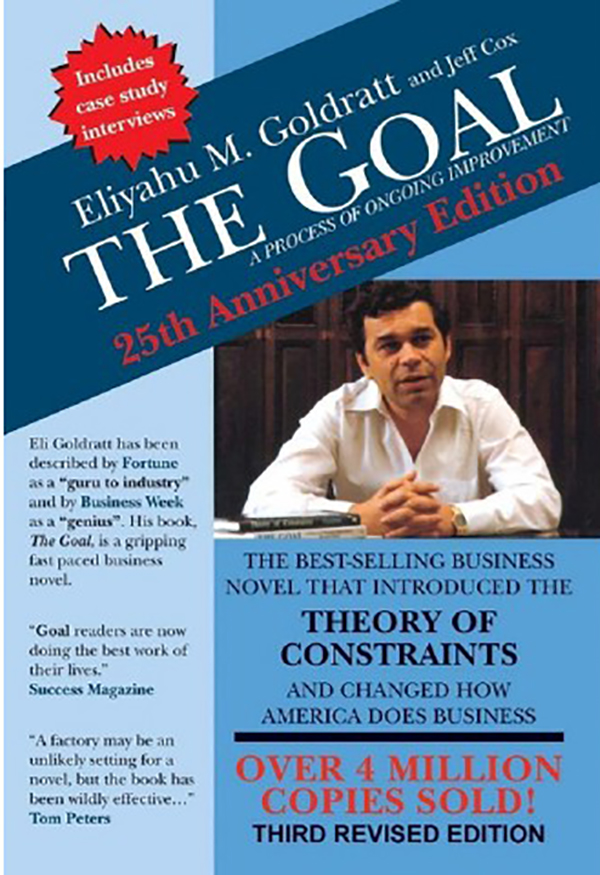 Includes
case study
interviews
Eliyahu M. Goldratt and Jeff Cox
THE GOAL
A PROCESS OF ONGOING IMPROVEMENT
25th Anniversary Edition
Eli Goldratt has been
described by Fortune
as a “guru to industry”
and by Business Week
as a “genius”. His book,
The Goal, is a gripping
fast paced business
novel.
“Goal readers are now
doing the best work of
their lives.”
Success Magazine
“A factory may be an
unlikely setting for a
novel, but the book has
been wildly effective...”
Tom Peters
Theory of Constraints
THE GOAL
THE BEST-SELLING BUSINESS
NOVEL THAT INTRODUCED THE
THEORY OF
CONSTRAINTS
AND CHANGED HOW
AMERICA DOES BUSINESS
OVER 4 MILLION
COPIES SOLD!
THIRD REVISED EDITION